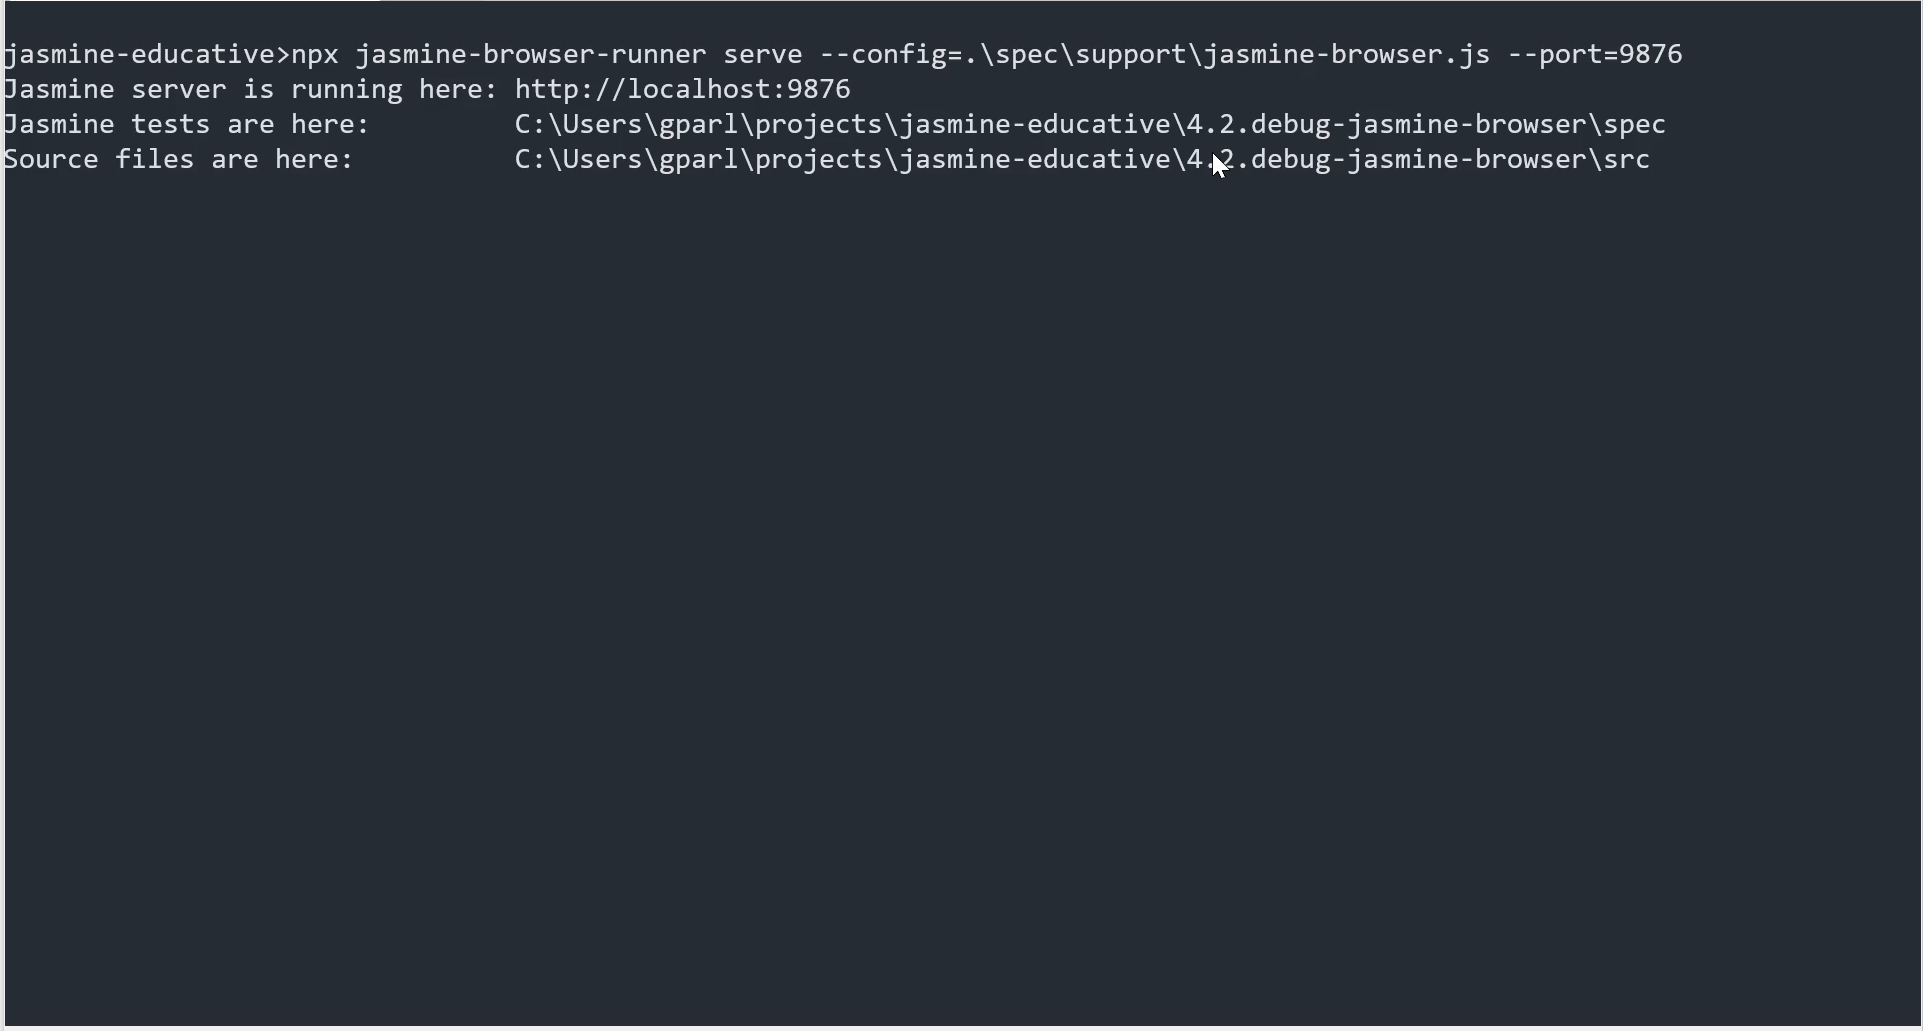 jasmine-educative>npx jasmine-browser-runner serve --config=.\spec\support\jasmine-browser.js --port=9876
Jasmine server is running here: http://localhost:9876
Jasmine tests are here:         C:\Users\gparl\projects\jasmine-educative\4.2.debug-jasmine-browser\spec
Source files are here:          C:\Users\gparl\projects\jasmine-educative\4.2.debug-jasmine-browser\src